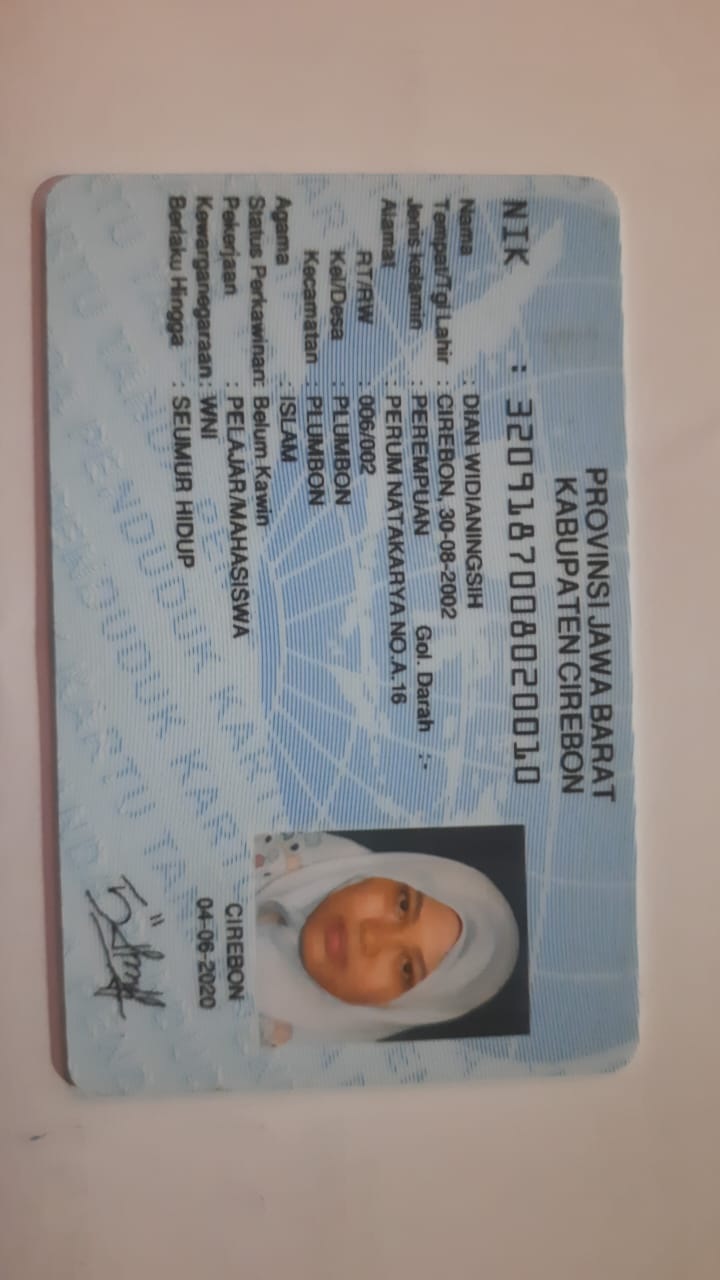 PROVINSI JAWA BARAT
KABUPATEN CIREBON
NIK : 3209187008020010
Nama : DIAN WIDIANINGSIH
Tempat/Tgl Lahir : CIREBON, 30-08-2002
Jenis kelamin : PEREMPUAN Gol. Darah :-
Alamat : PERUM NATAKARYA NO.A.16
RT/RW : 006/002
Kel/Desa : PLUMBON
Kecamatan : PLUMBON
Agama : ISLAM
Status Perkawinan: Belum Kawin
Pekerjaan : PELAJAR/MAHASISWA
Kewarganegaraan : WNI
Berlaku Hingga : SEUMUR HIDUP
CIREBON
04-06-2020